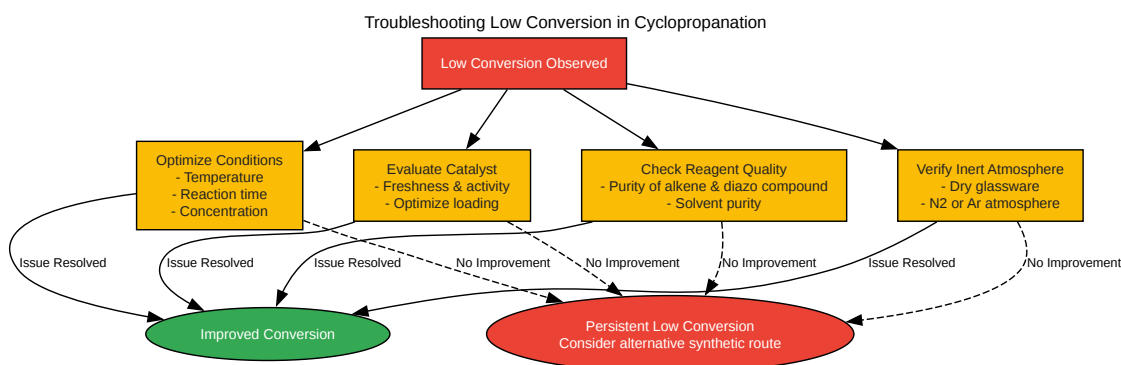 Troubleshooting Low Conversion in Cyclopropanation
Low Conversion Observed
Optimize Conditions
- Temperature
- Reaction time
- Concentration
Evaluate Catalyst
- Freshness & activity
- Optimize loading
Check Reagent Quality
- Purity of alkene & diazo compound
- Solvent purity
Verify Inert Atmosphere
- Dry glassware
- N2 or Ar atmosphere
Issue Resolved
Issue Resolved
Issue Resolved
No Improvement
No Improvement
No Improvement
Issue Resolved
No Improvement
Improved Conversion
Persistent Low Conversion
Consider alternative synthetic route